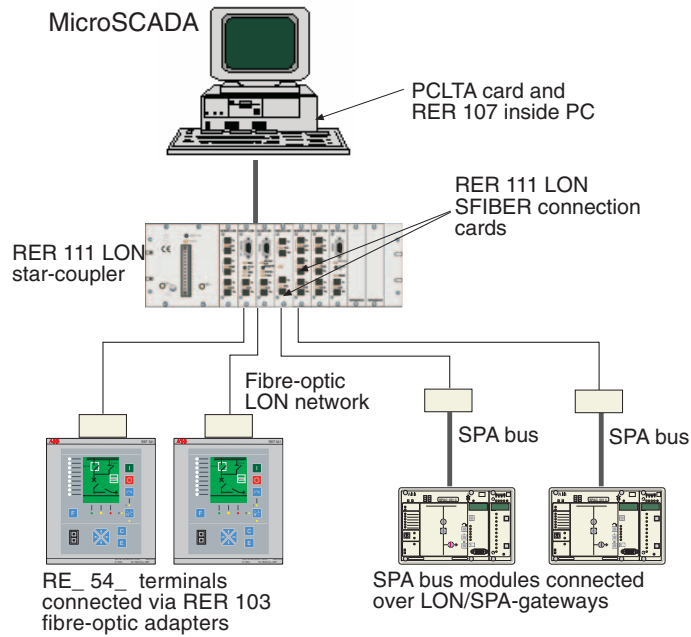 MicroSCADA
PCLTA card and
RER 107 inside PC
RER 111 LON
SFIBER connection
cards
RER 111 LON
star-coupler
Fibre-optic
LON network
SPA bus
SPA bus
ABB
ABB
RE_ 54_ terminals
connected via RER 103
fibre-optic adapters
SPA bus modules connected
over LON/SPA-gateways